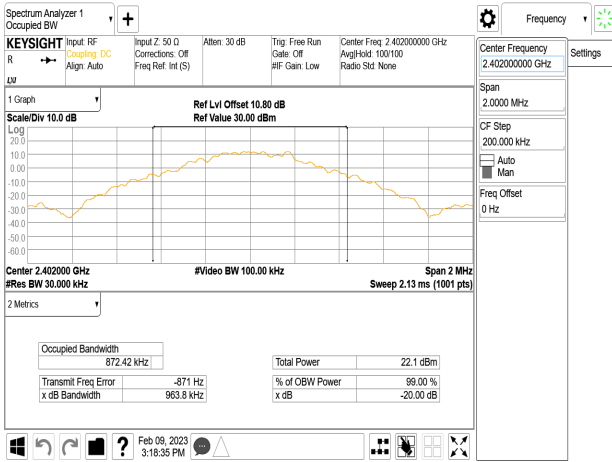 Spectrum Analyzer 1
Occupied BW
Frequency
KEYSIGHT
R
LXI
Input: RF
Coupling: DC
Align: Auto
Input Z: 50 Ω
Corrections: Off
Freq Ref: Int (S)
Atten: 30 dB
Trig: Free Run
Gate: Off
#IF Gain: Low
Center Freq: 2.402000000 GHz
Avg|Hold: 100/100
Radio Std: None
Center Frequency
2.402000000 GHz
Settings
Span
2.0000 MHz
CF Step
200.000 kHz
Auto
Man
Freq Offset
0 Hz
1 Graph
Scale/Div 10.0 dB
Ref Lvl Offset 10.80 dB
Ref Value 30.00 dBm
Log
20.0
10.0
0.00
-10.0
-20.0
-30.0
-40.0
-50.0
-60.0
Center 2.402000 GHz
#Video BW 100.00 kHz
Span 2 MHz
#Res BW 30.000 kHz
Sweep 2.13 ms (1001 pts)
2 Metrics
Occupied Bandwidth
872.42 kHz
Total Power 22.1 dBm
Transmit Freq Error -871 Hz
% of OBW Power 99.00 %
x dB Bandwidth 963.8 kHz
x dB -20.00 dB
?
Feb 09, 2023
3:18:35 PM